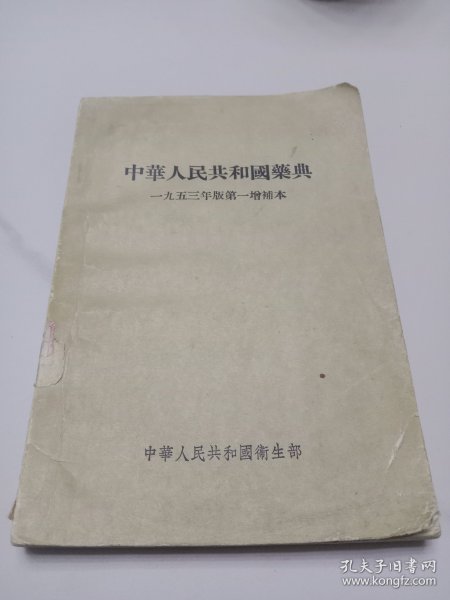 中華人民共和國藥典
一九五三年版第一增補本
中華人民共和國衞生部
孔夫子旧书网
www.kongfz.com